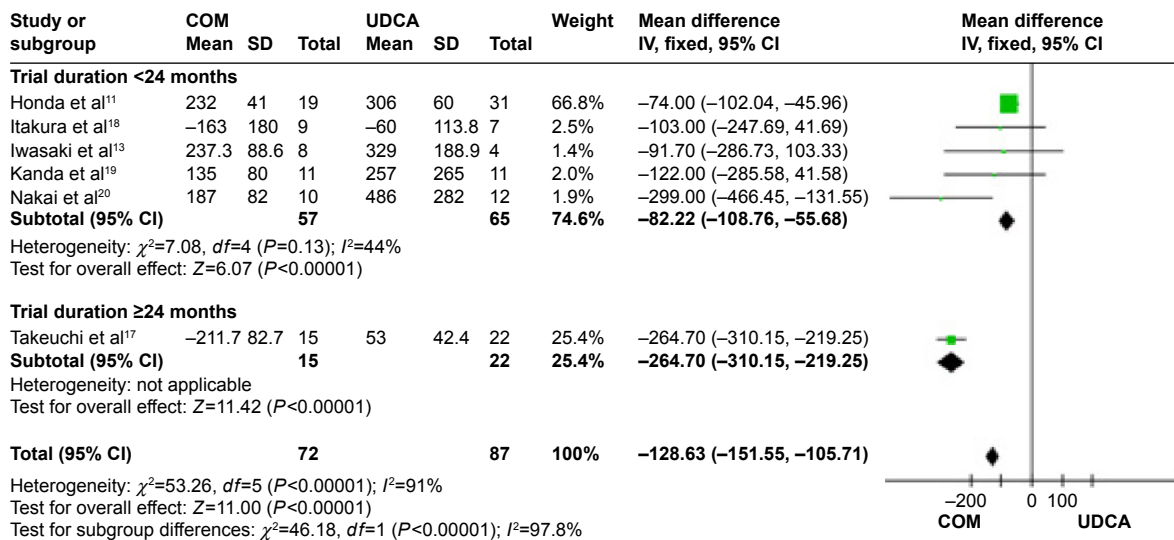 Study or subgroup COM UDCA Weight Mean difference IV, fixed, 95% CI Mean difference IV, fixed, 95% CI
Mean SD Total Mean SD Total
Trial duration <24 months
Honda et al¹¹ 232 41 19 306 60 31 66.8% –74.00 (–102.04, –45.96)
Itakura et al¹⁸ –163 180 9 –60 113.8 7 2.5% –103.00 (–247.69, 41.69)
Iwasaki et al¹³ 237.3 88.6 8 329 188.9 4 1.4% –91.70 (–286.73, 103.33)
Kanda et al¹⁹ 135 80 11 257 265 11 2.0% –122.00 (–285.58, 41.58)
Nakai et al²⁰ 187 82 10 486 282 12 1.9% –299.00 (–466.45, –131.55)
Subtotal (95% CI) 57 65 74.6% –82.22 (–108.76, –55.68)
Heterogeneity: χ²=7.08, df=4 (P=0.13); I²=44%
Test for overall effect: Z=6.07 (P<0.00001)
Trial duration ≥24 months
Takeuchi et al¹⁷ –211.7 82.7 15 53 42.4 22 25.4% –264.70 (–310.15, –219.25)
Subtotal (95% CI) 15 22 25.4% –264.70 (–310.15, –219.25)
Heterogeneity: not applicable
Test for overall effect: Z=11.42 (P<0.00001)
Total (95% CI) 72 87 100% –128.63 (–151.55, –105.71)
Heterogeneity: χ²=53.26, df=5 (P<0.00001); I²=91%
Test for overall effect: Z=11.00 (P<0.00001)
Test for subgroup differences: χ²=46.18, df=1 (P<0.00001); I²=97.8%
–200 0 100
COM UDCA